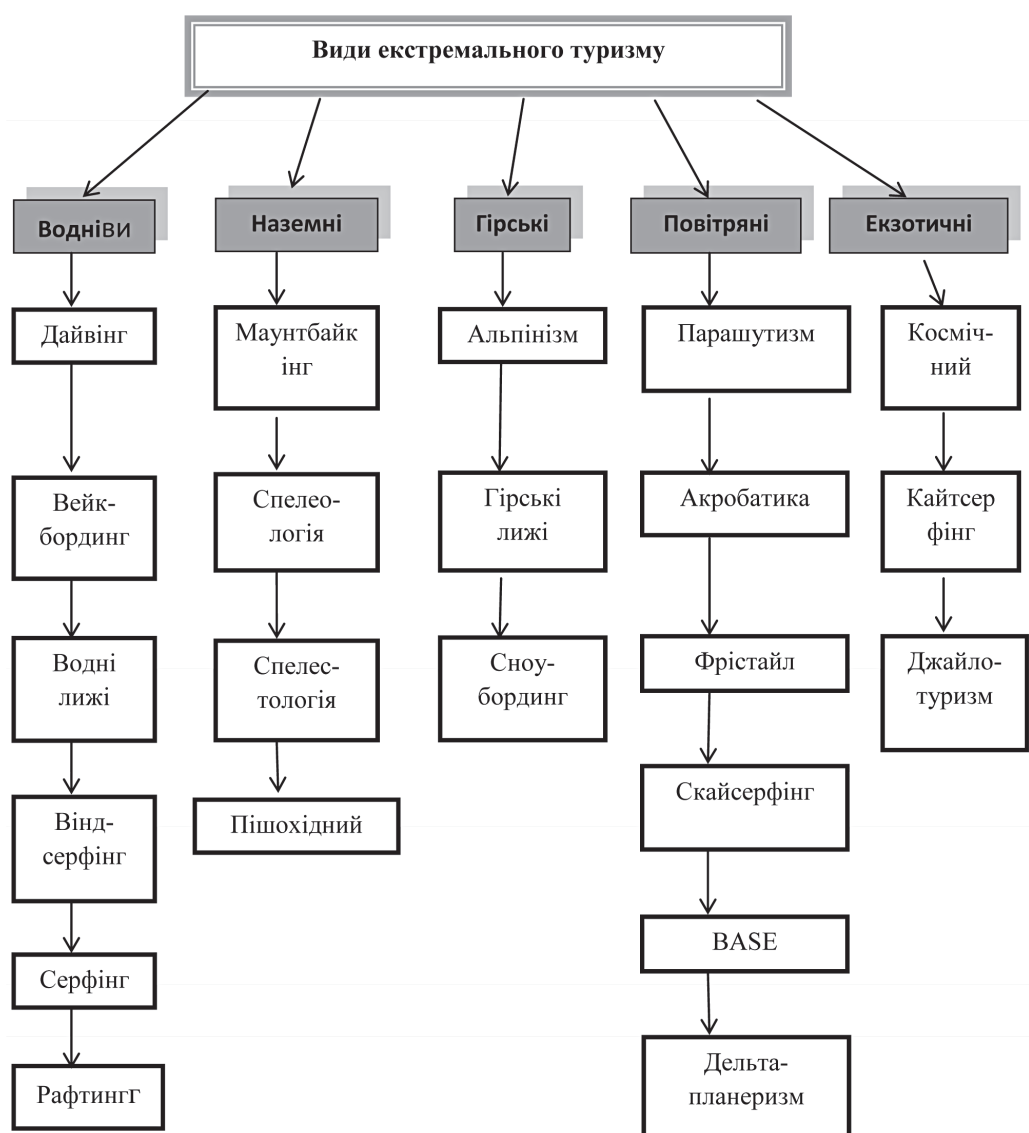 Види екстремального туризму
Водніви
Наземні
Гірські
Повітряні
Екзотичні
Дайвінг
Маунтбайк
інг
Альпінізм
Парашутизм
Косміч-
ний
Вейк-
бординг
Спелео-
логія
Гірські
лижі
Акробатика
Кайтсер
фінг
Водні
лижі
Спелес-
тологія
Сноу-
бординг
Фрістайл
Джайло-
туризм
Вінд-
серфінг
Пішохідний
Скайсерфінг
Серфінг
BASE
Рафтингг
Дельта-
планеризм